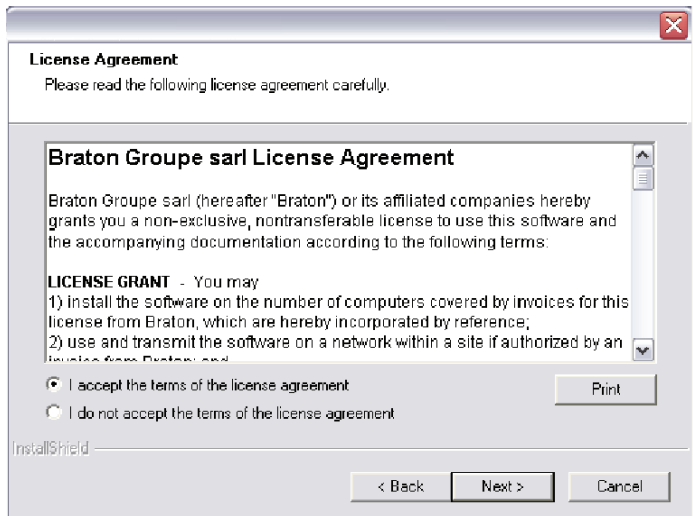 License Agreement
Please read the following license agreement carefully.
Braton Groupe sarl License Agreement
Braton Groupe sarl (hereafter "Braton") or its affiliated companies hereby
grants you a non-exclusive, nontransferable license to use this software and
the accompanying documentation according to the following terms:
LICENSE GRANT - You may
1) install the software on the number of computers covered by invoices for this
license from Braton, which are hereby incorporated by reference;
2) use and transmit the software on a network within a site if authorized by an
invoice from Braton; and
I accept the terms of the license agreement
Print
I do not accept the terms of the license agreement
InstallShield
< Back Next > Cancel